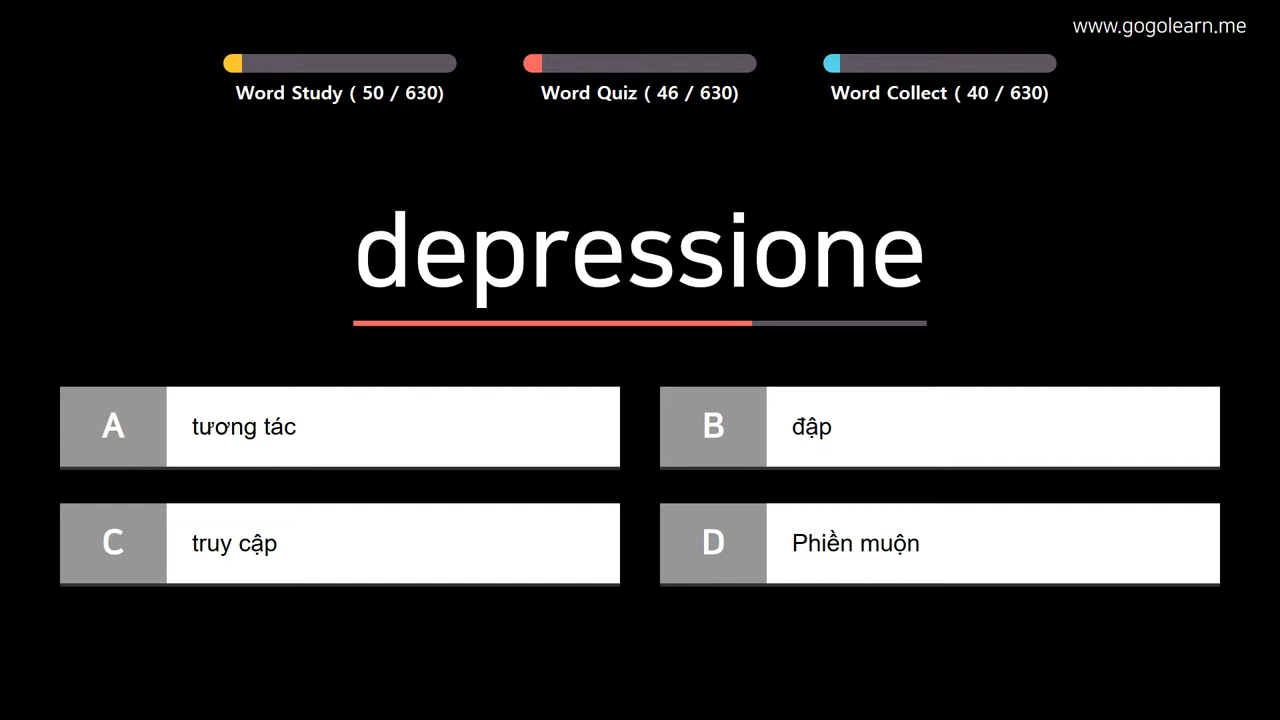 www.gogolearn.me
Word Study ( 50 / 630)
Word Quiz ( 46 / 630)
Word Collect ( 40 / 630)
depressione
A tương tác
B đập
C truy cập
D Phiền muộn